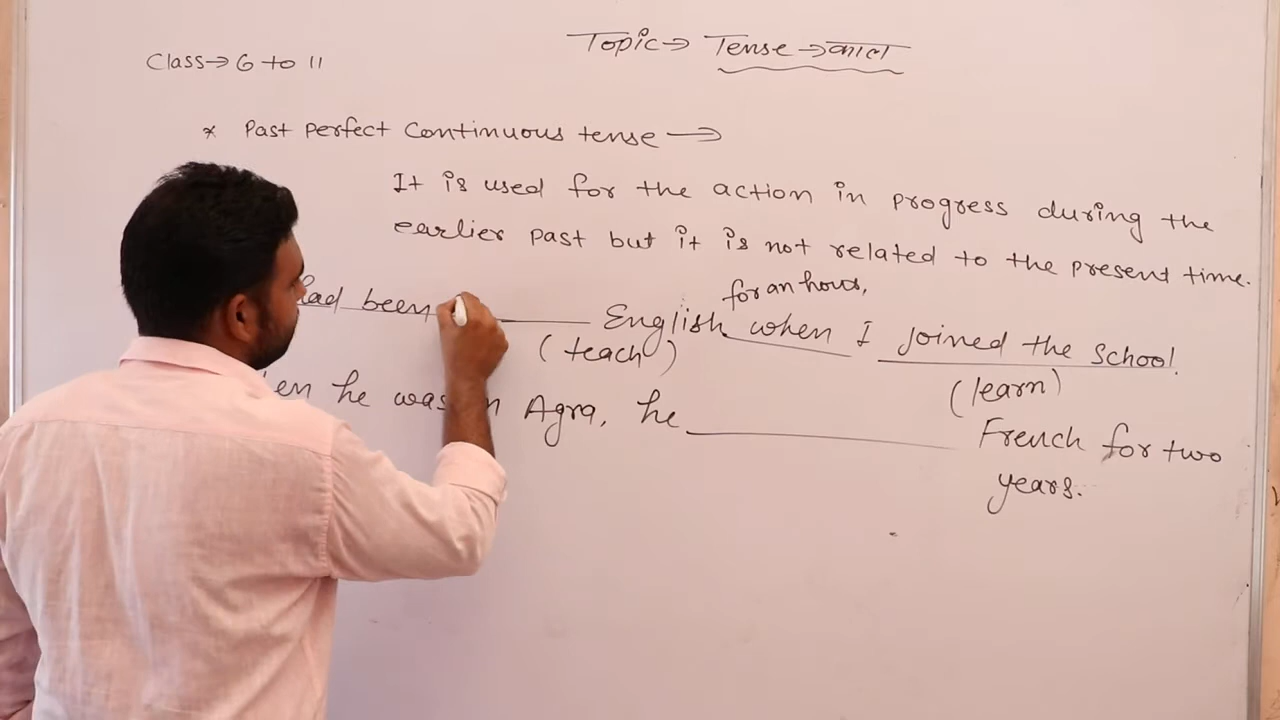 Class→ 6 to 11
Topic→ Tense→काल
* Past perfect continuous tense →
It is used for the action in progress during the
earlier past but it is not related to the present time.
for an hour,
had been ______ English when I joined the school.
(teach)
(learn)
he was in Agra, he ______ French for two
years.